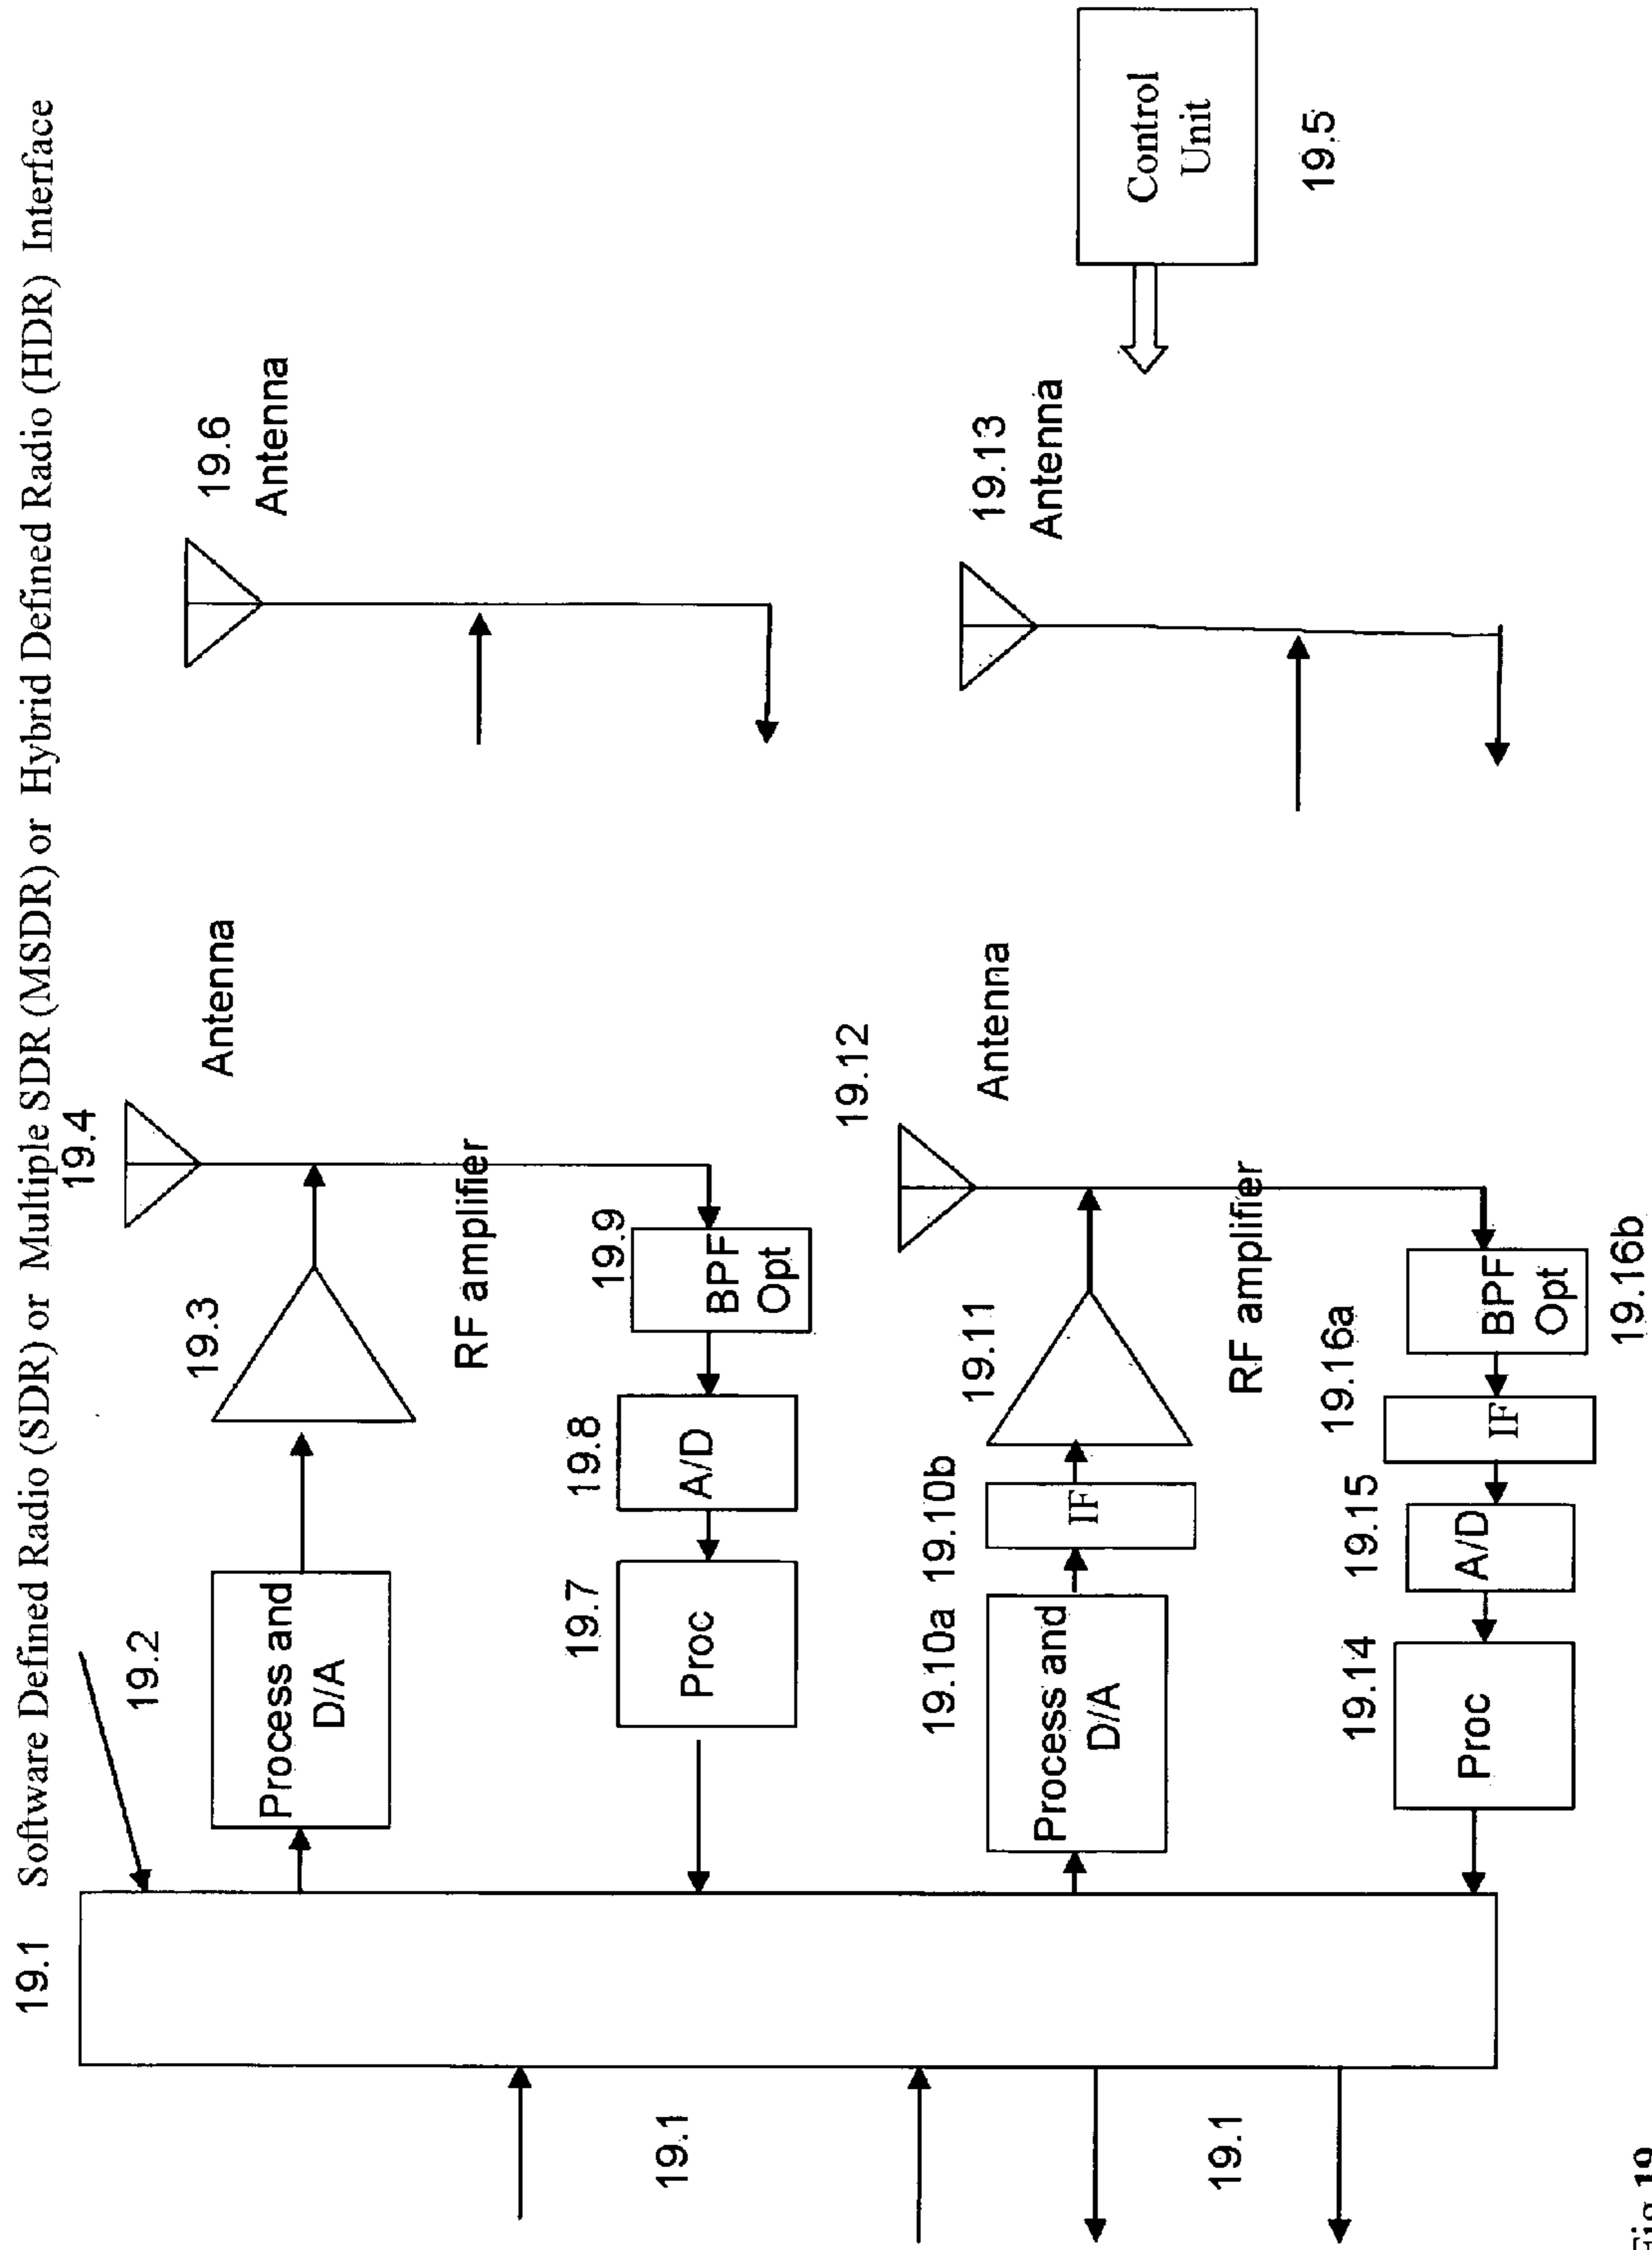 19.1 Software Defined Radio (SDR) or Multiple SDR (MSDR) or Hybrid Defined Radio (HDR) Interface
19.4
19.2
Antenna
19.6
Antenna
19.3
Process and
D/A
RF amplifier
19.7
19.8
19.9
Proc
A/D
BPF
Opt
19.1
19.12
Antenna
19.13
Antenna
19.10a
19.10b
19.11
Process and
D/A
IF
RF amplifier
Control
Unit
19.5
19.1
19.14
19.15
19.16a
Proc
A/D
IF
BPF
Opt
19.16b
Fig 19